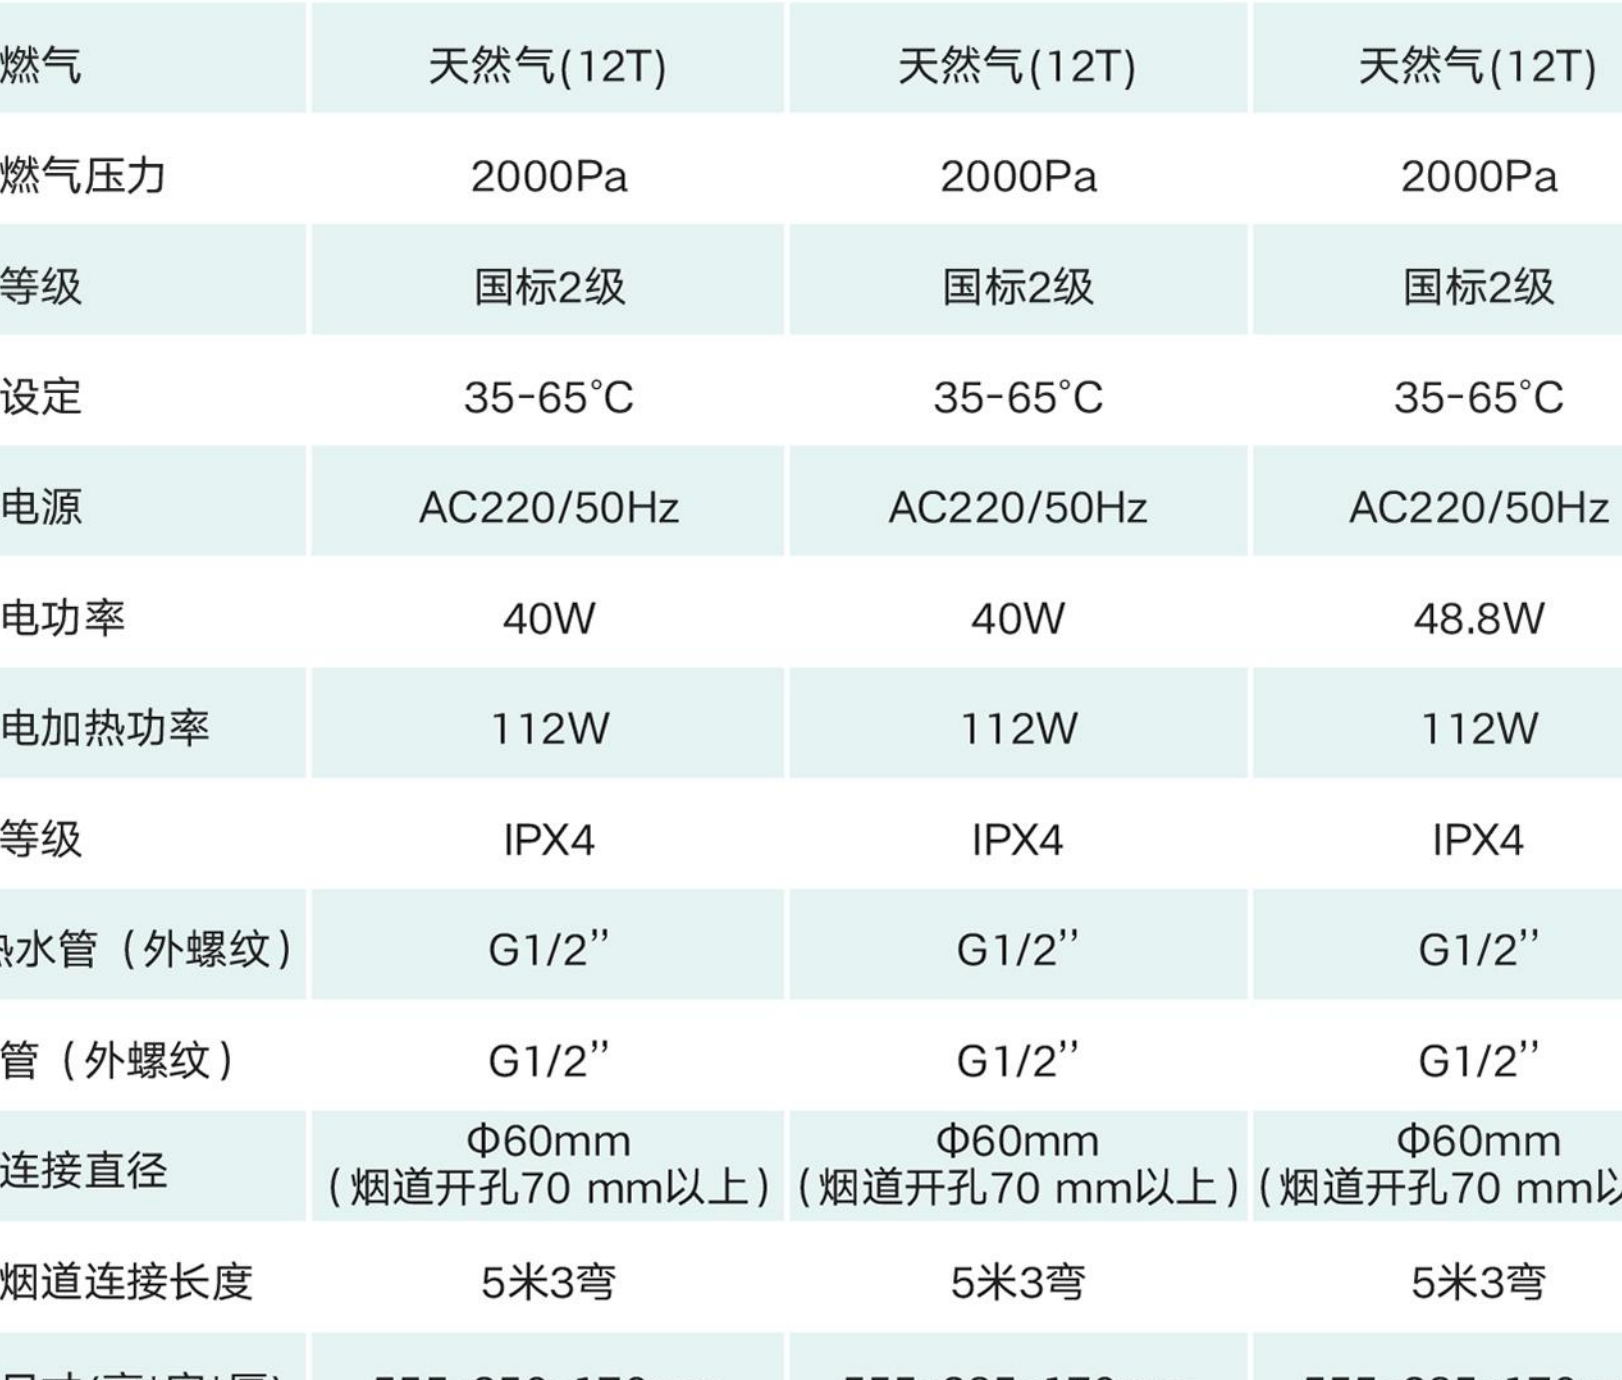 燃气 天然气(12T) 天然气(12T) 天然气(12T)
燃气压力 2000Pa 2000Pa 2000Pa
等级 国标2级 国标2级 国标2级
设定 35-65°C 35-65°C 35-65°C
电源 AC220/50Hz AC220/50Hz AC220/50Hz
电功率 40W 40W 48.8W
电加热功率 112W 112W 112W
等级 IPX4 IPX4 IPX4
热水管（外螺纹） G1/2’’ G1/2’’ G1/2’’
管（外螺纹） G1/2’’ G1/2’’ G1/2’’
连接直径 Φ60mm Φ60mm Φ60mm
（烟道开孔70 mm以上） （烟道开孔70 mm以上） （烟道开孔70 mm以
烟道连接长度 5米3弯 5米3弯 5米3弯